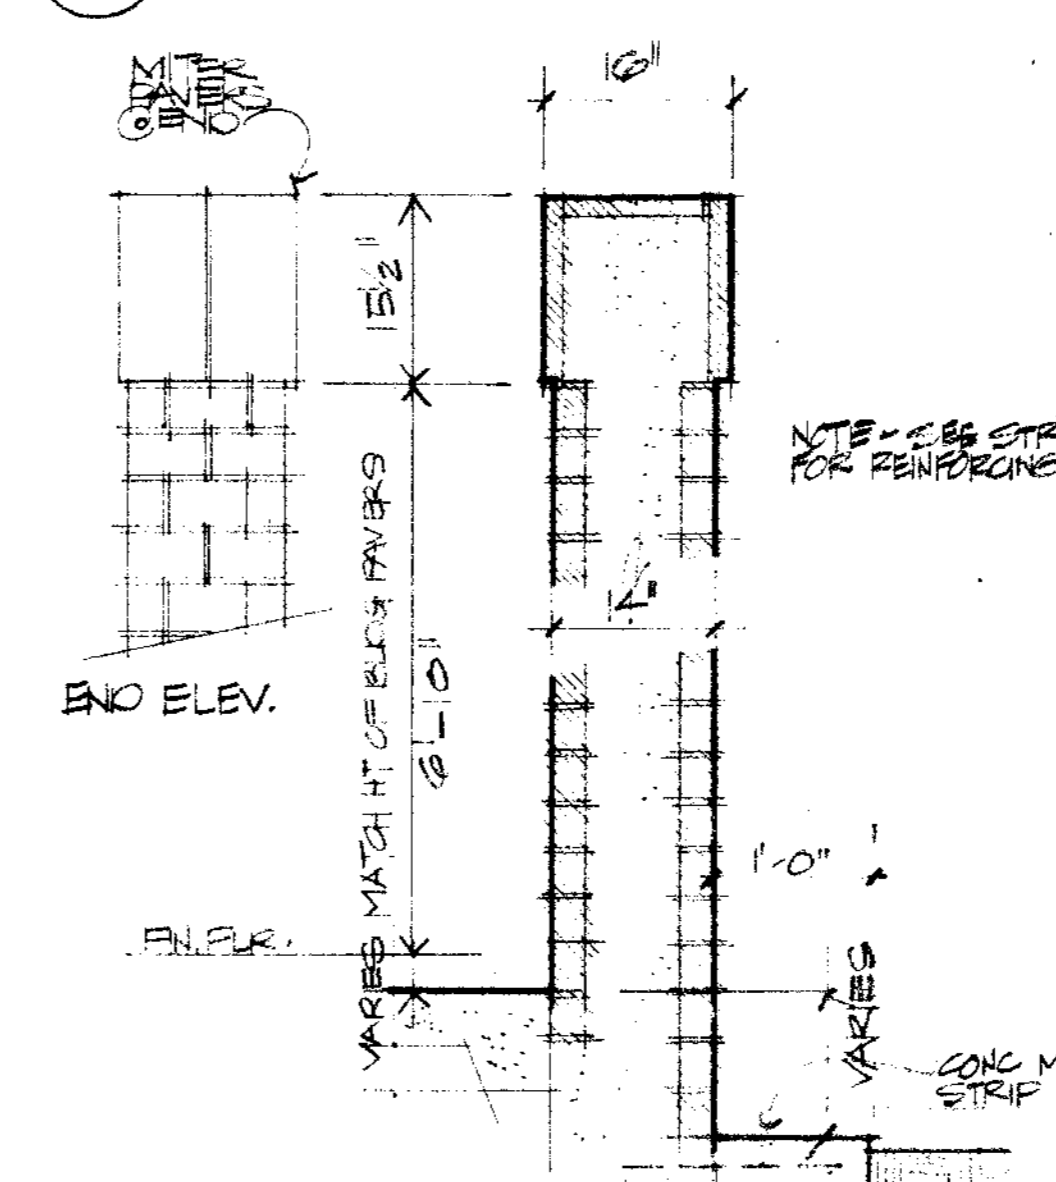 16"
MITER
PAVERS
@ END
15½"
NOTE - SEE STR
FOR REINFORCING
14"
END ELEV.
VARIES MATCH HT OF BLDG PAVERS
6'-0"
1'-0"
FIN. FLR.
VARIES
CONC M
STRIP